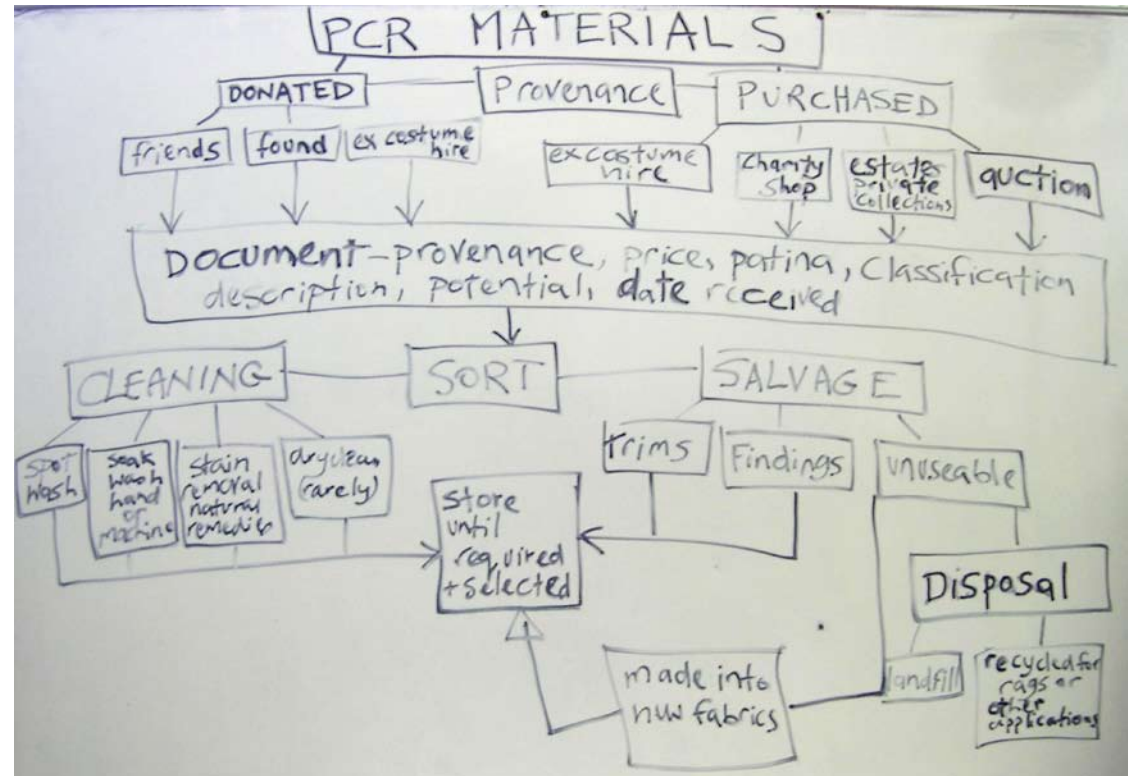 PCR MATERIALS
DONATED
Provenance
PURCHASED
friends
found
ex costume
hire
ex costume
hire
Charity
Shop
estates
private
collections
auction
Document - provenance, price, patina, Classification
description, potential, date received
CLEANING
SORT
SALVAGE
spot
wash
soak
wash
hand
or
machine
stain
removal
natural
remedies
dryclean
(rarely)
trims
Findings
unuseable
store
until
required
+ selected
Disposal
made into
new fabrics
landfill
recycled for
rags or
other
applications